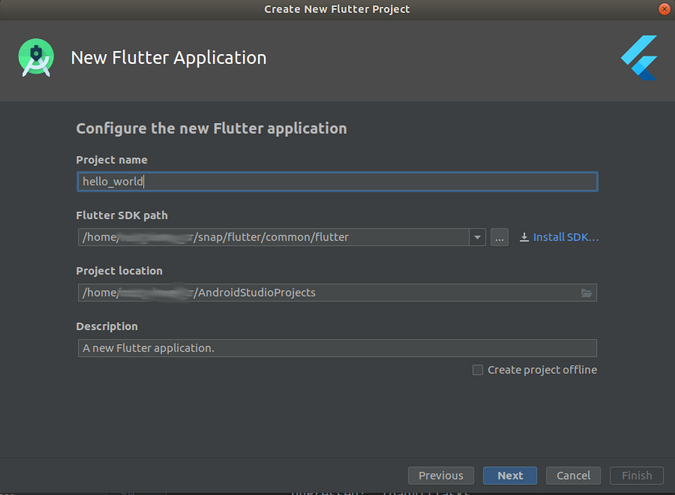 Create New Flutter Project
New Flutter Application
Configure the new Flutter application
Project name
hello_world
Flutter SDK path
/home/ /snap/flutter/common/flutter
... Install SDK...
Project location
/home/ /AndroidStudioProjects
Description
A new Flutter application.
Create project offline
Previous Next Cancel Finish